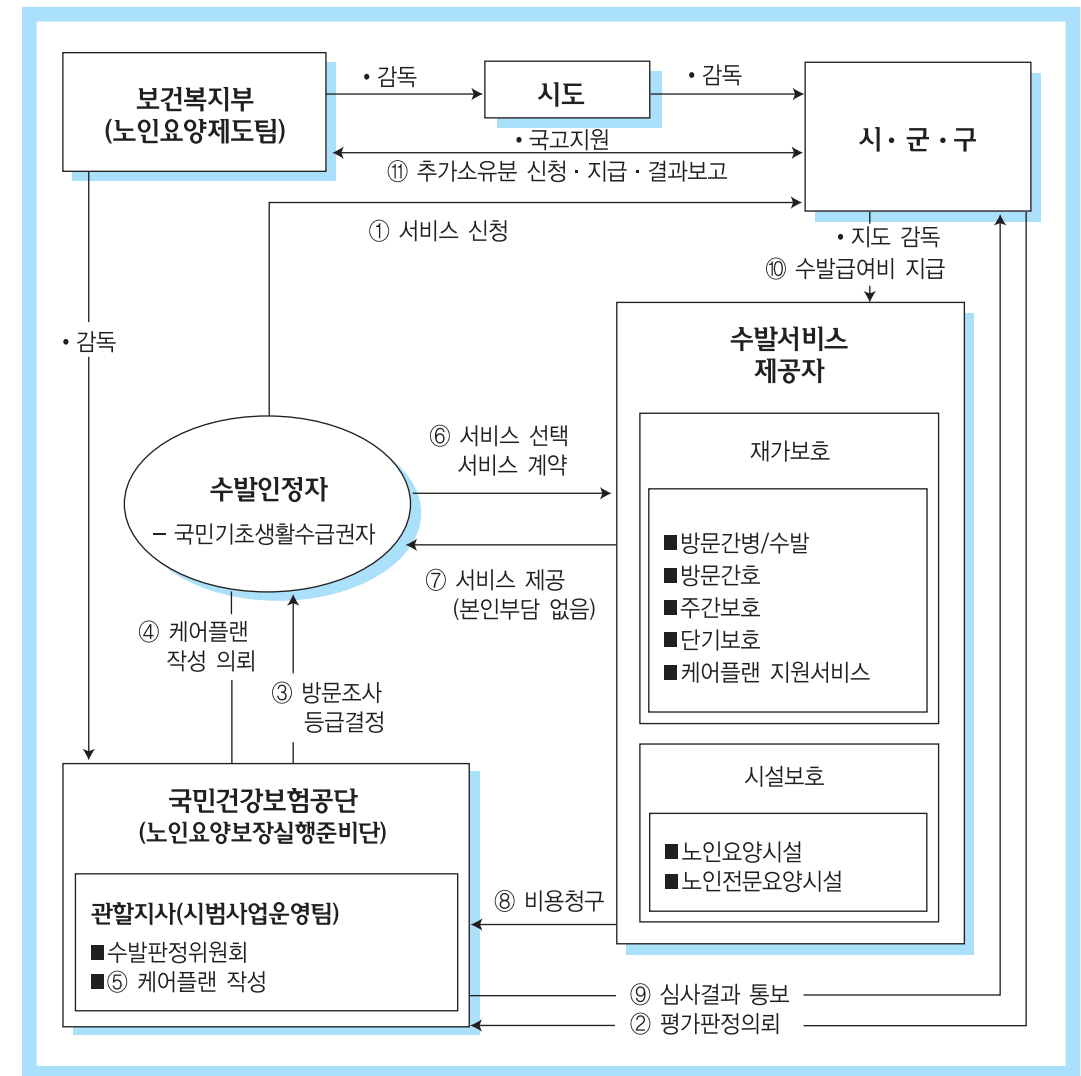 보건복지부
(노인요양제도팀)
• 감독
시도
• 감독
시 · 군 · 구
• 국고지원
⑪ 추가소유분 신청 · 지급 · 결과보고
① 서비스 신청
• 지도 감독
⑩ 수발급여비 지급
• 감독
수발서비스
제공자
재가보호
■방문간병/수발
■방문간호
■주간보호
■단기보호
■케어플랜 지원서비스
⑥ 서비스 선택
서비스 계약
수발인정자
– 국민기초생활수급권자
⑦ 서비스 제공
(본인부담 없음)
④ 케어플랜
작성 의뢰
③ 방문조사
등급결정
시설보호
■노인요양시설
■노인전문요양시설
국민건강보험공단
(노인요양보장실행준비단)
관할지사(시범사업운영팀)
■수발판정위원회
■⑤ 케어플랜 작성
⑧ 비용청구
⑨ 심사결과 통보
② 평가판정의뢰